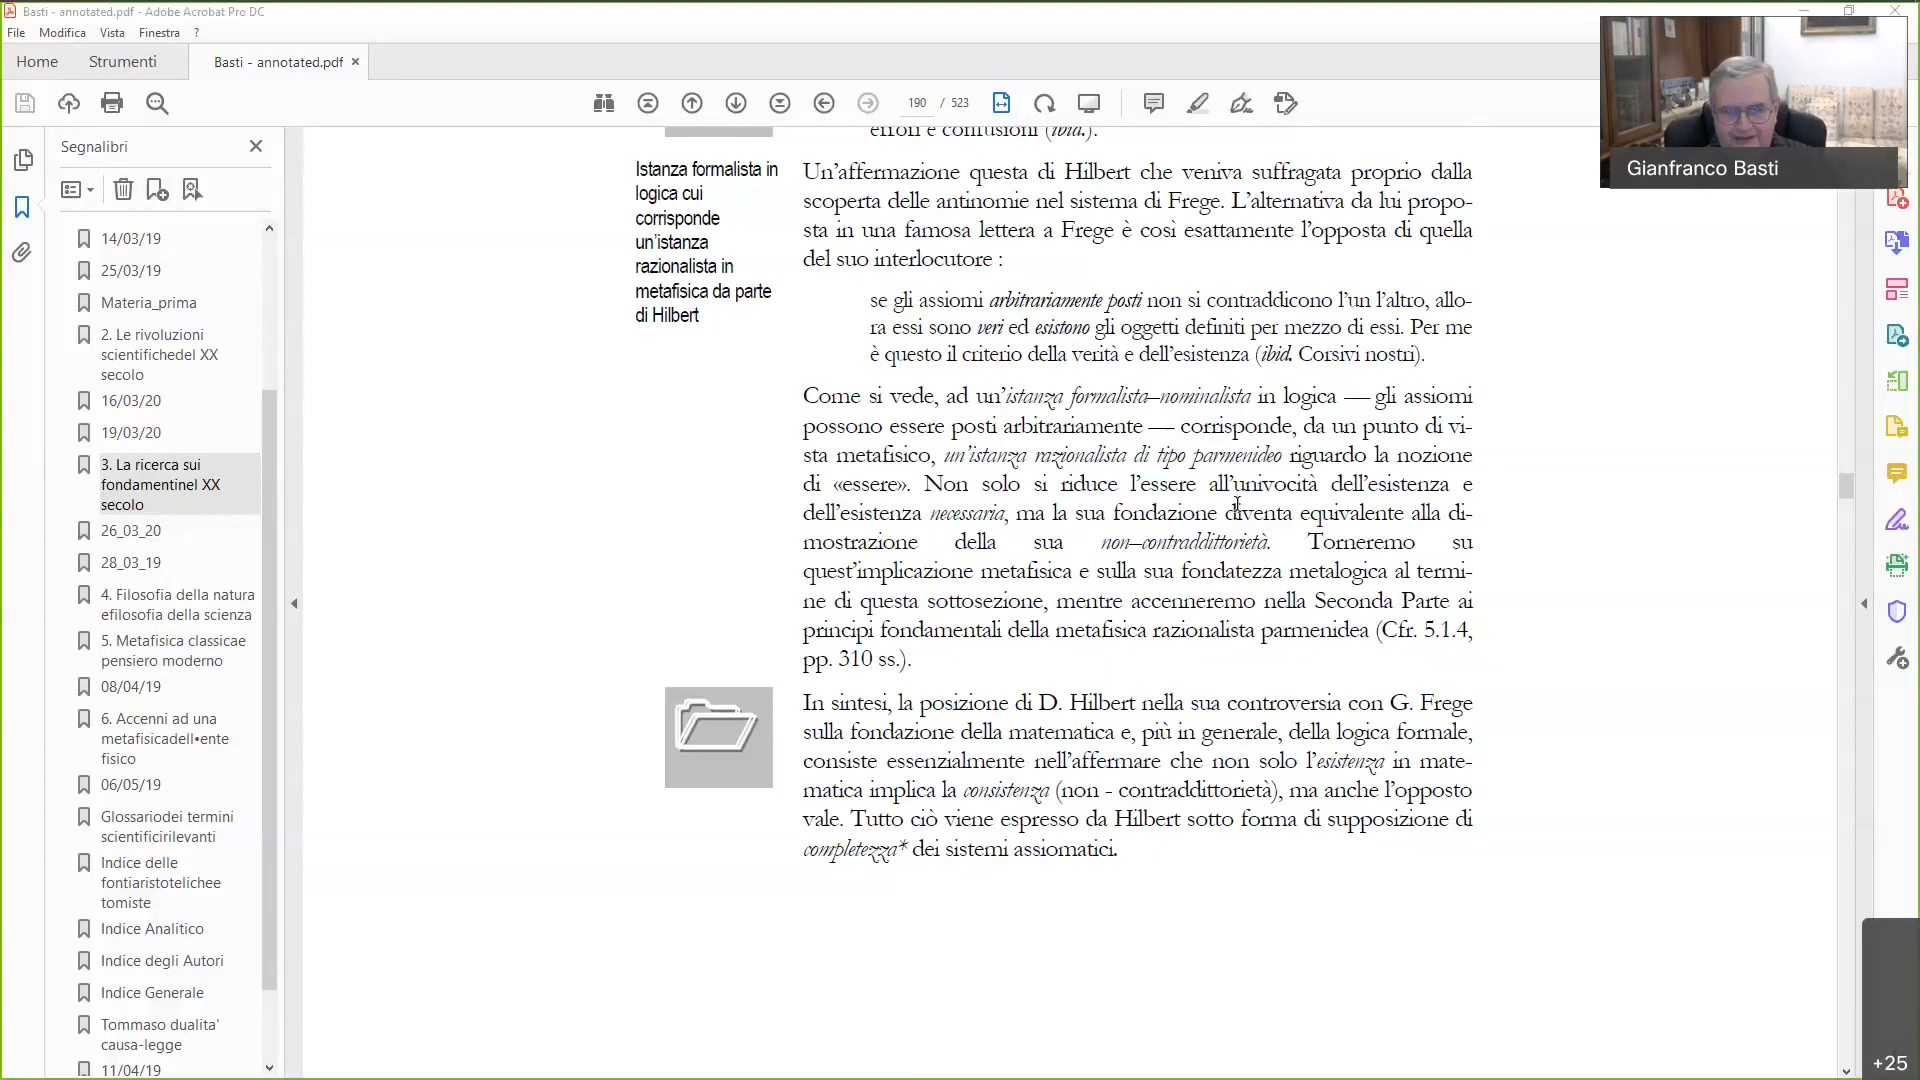 Basti - annotated.pdf - Adobe Acrobat Pro DC
File Modifica Vista Finestra ?
Home Strumenti Basti - annotated.pdf ×
190 / 523
Gianfranco Basti
Segnalibri
14/03/19
25/03/19
Materia_prima
2. Le rivoluzioni
scientifichedel XX
secolo
16/03/20
19/03/20
3. La ricerca sui
fondamentinel XX
secolo
26_03_20
28_03_19
4. Filosofia della natura
efilosofia della scienza
5. Metafisica classicae
pensiero moderno
08/04/19
6. Accenni ad una
metafisicadell•ente
fisico
06/05/19
Glossariodei termini
scientificirilevanti
Indice delle
fontiaristotelichee
tomiste
Indice Analitico
Indice degli Autori
Indice Generale
Tommaso dualita'
causa-legge
11/04/19
errori e confusioni (ibid.).
Istanza formalista in
logica cui
corrisponde
un’istanza
razionalista in
metafisica da parte
di Hilbert
Un’affermazione questa di Hilbert che veniva suffragata proprio dalla
scoperta delle antinomie nel sistema di Frege. L’alternativa da lui propo-
sta in una famosa lettera a Frege è così esattamente l’opposta di quella
del suo interlocutore :
se gli assiomi arbitrariamente posti non si contraddicono l’un l’altro, allo-
ra essi sono veri ed esistono gli oggetti definiti per mezzo di essi. Per me
è questo il criterio della verità e dell’esistenza (ibid. Corsivi nostri).
Come si vede, ad un’istanza formalista–nominalista in logica — gli assiomi
possono essere posti arbitrariamente — corrisponde, da un punto di vi-
sta metafisico, un’istanza razionalista di tipo parmenideo riguardo la nozione
di «essere». Non solo si riduce l’essere all’univocità dell’esistenza e
dell’esistenza necessaria, ma la sua fondazione diventa equivalente alla di-
mostrazione della sua non–contraddittorietà. Torneremo su
quest’implicazione metafisica e sulla sua fondatezza metalogica al termi-
ne di questa sottosezione, mentre accenneremo nella Seconda Parte ai
principi fondamentali della metafisica razionalista parmenidea (Cfr. 5.1.4,
pp. 310 ss.).
In sintesi, la posizione di D. Hilbert nella sua controversia con G. Frege
sulla fondazione della matematica e, più in generale, della logica formale,
consiste essenzialmente nell’affermare che non solo l’esistenza in mate-
matica implica la consistenza (non - contraddittorietà), ma anche l’opposto
vale. Tutto ciò viene espresso da Hilbert sotto forma di supposizione di
completezza* dei sistemi assiomatici.
+25